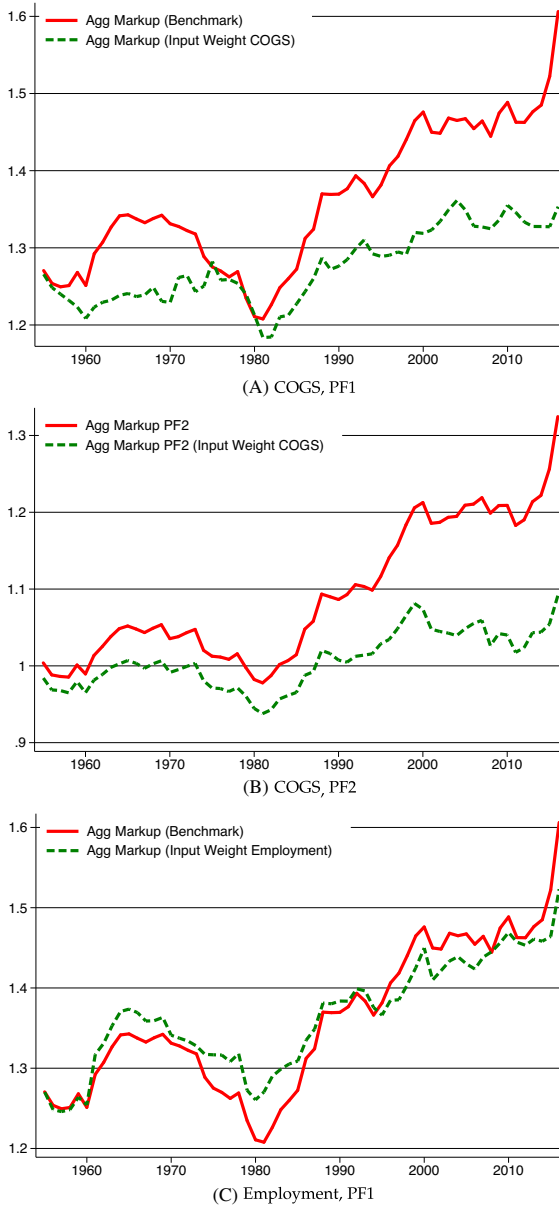 1.6
Agg Markup (Benchmark)
Agg Markup (Input Weight COGS)
1.5
1.4
1.3
1.2
1960 1970 1980 1990 2000 2010
(A) COGS, PF1
Agg Markup PF2
1.3
Agg Markup PF2 (Input Weight COGS)
1.2
1.1
1
.9
1960 1970 1980 1990 2000 2010
(B) COGS, PF2
1.6
Agg Markup (Benchmark)
Agg Markup (Input Weight Employment)
1.5
1.4
1.3
1.2
1960 1970 1980 1990 2000 2010
(C) Employment, PF1